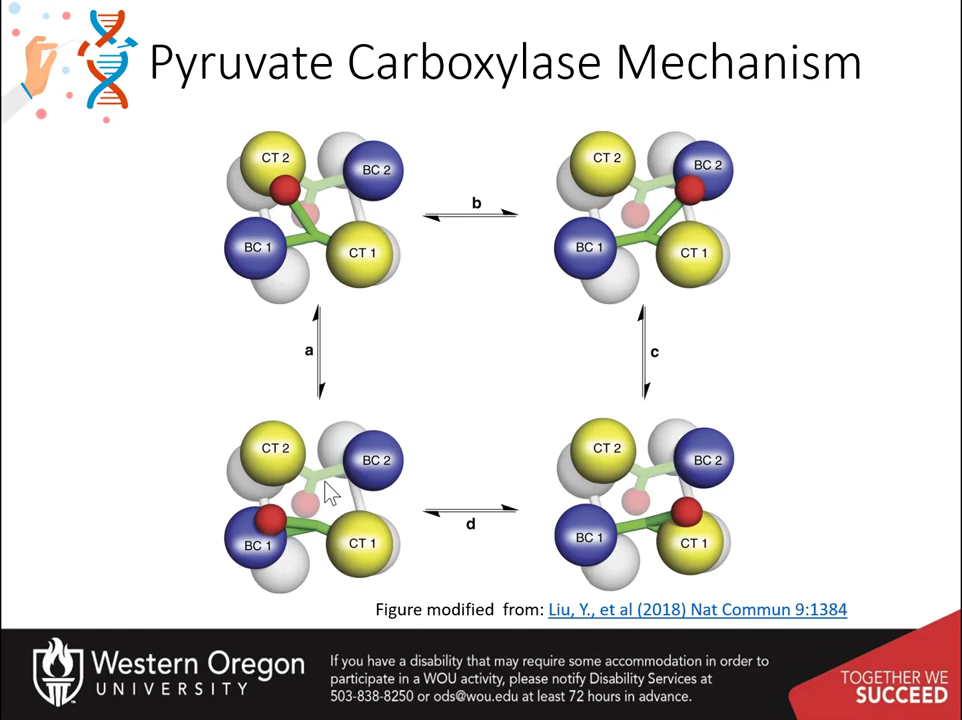 Pyruvate Carboxylase Mechanism
CT 2
BC 2
BC 1
CT 1
b
CT 2
BC 2
BC 1
CT 1
a
c
CT 2
BC 2
BC 1
CT 1
d
CT 2
BC 2
BC 1
CT 1
Figure modified from: Liu, Y., et al (2018) Nat Commun 9:1384
Western Oregon
UNIVERSITY
If you have a disability that may require some accommodation in order to
participate in a WOU activity, please notify Disability Services at
503-838-8250 or ods@wou.edu at least 72 hours in advance.
TOGETHER WE
SUCCEED